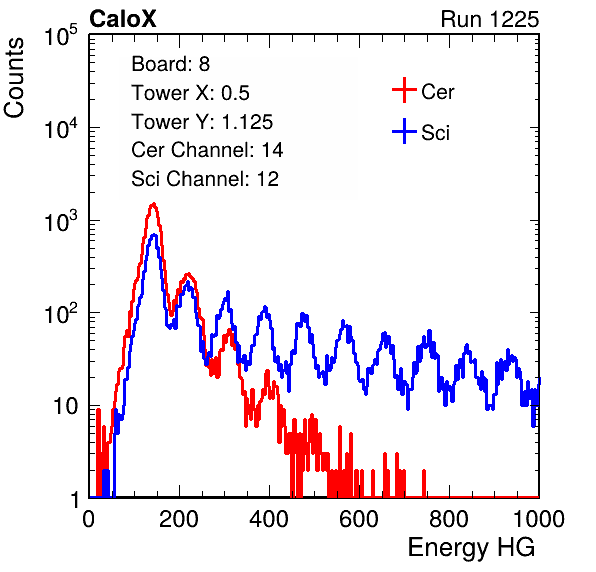 CaloX Run 1225
Counts
Board: 8
Tower X: 0.5
Tower Y: 1.125
Cer Channel: 14
Sci Channel: 12
Cer
Sci
10^5
10^4
10^3
10^2
10
1
0 200 400 600 800 1000
Energy HG